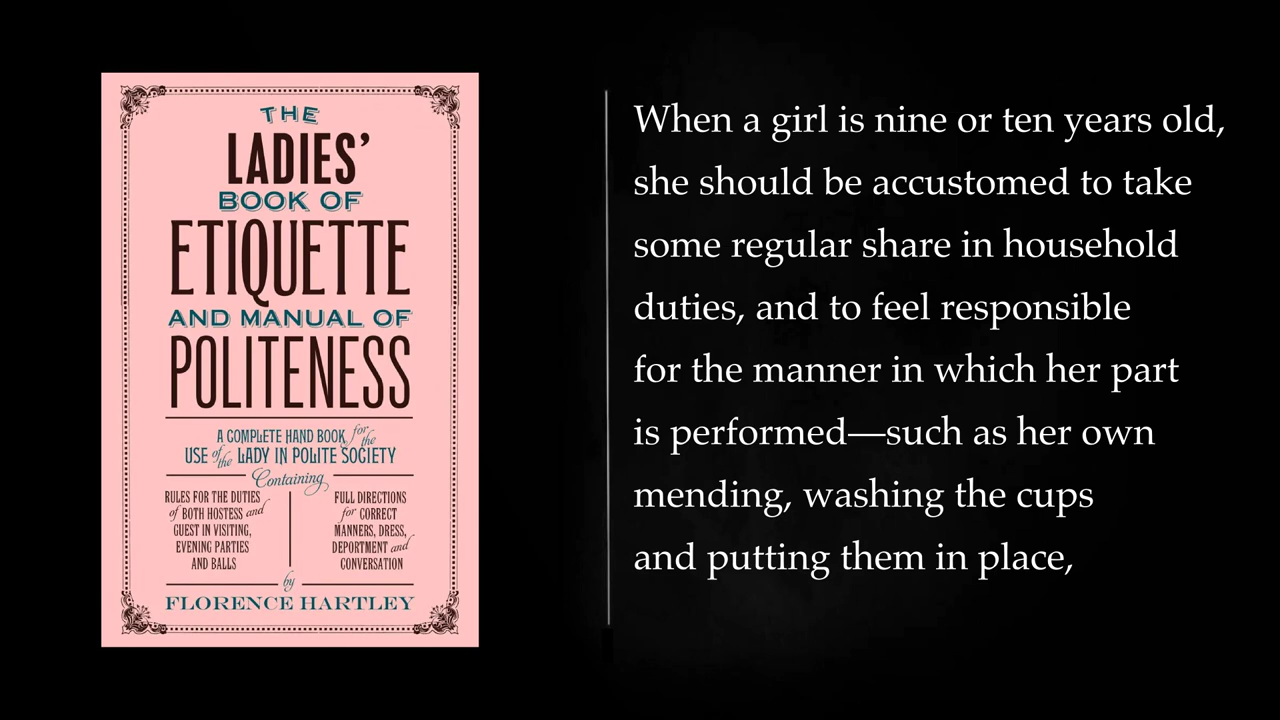 THE
LADIES’
BOOK OF
ETIQUETTE
AND MANUAL OF
POLITENESS
A COMPLETE HAND BOOK for the
USE of the LADY IN POLITE SOCIETY
Containing
RULES FOR THE DUTIES
of BOTH HOSTESS and
GUEST IN VISITING,
EVENING PARTIES
AND BALLS
FULL DIRECTIONS
for CORRECT
MANNERS, DRESS,
DEPORTMENT and
CONVERSATION
by
FLORENCE HARTLEY
When a girl is nine or ten years old,
she should be accustomed to take
some regular share in household
duties, and to feel responsible
for the manner in which her part
is performed—such as her own
mending, washing the cups
and putting them in place,